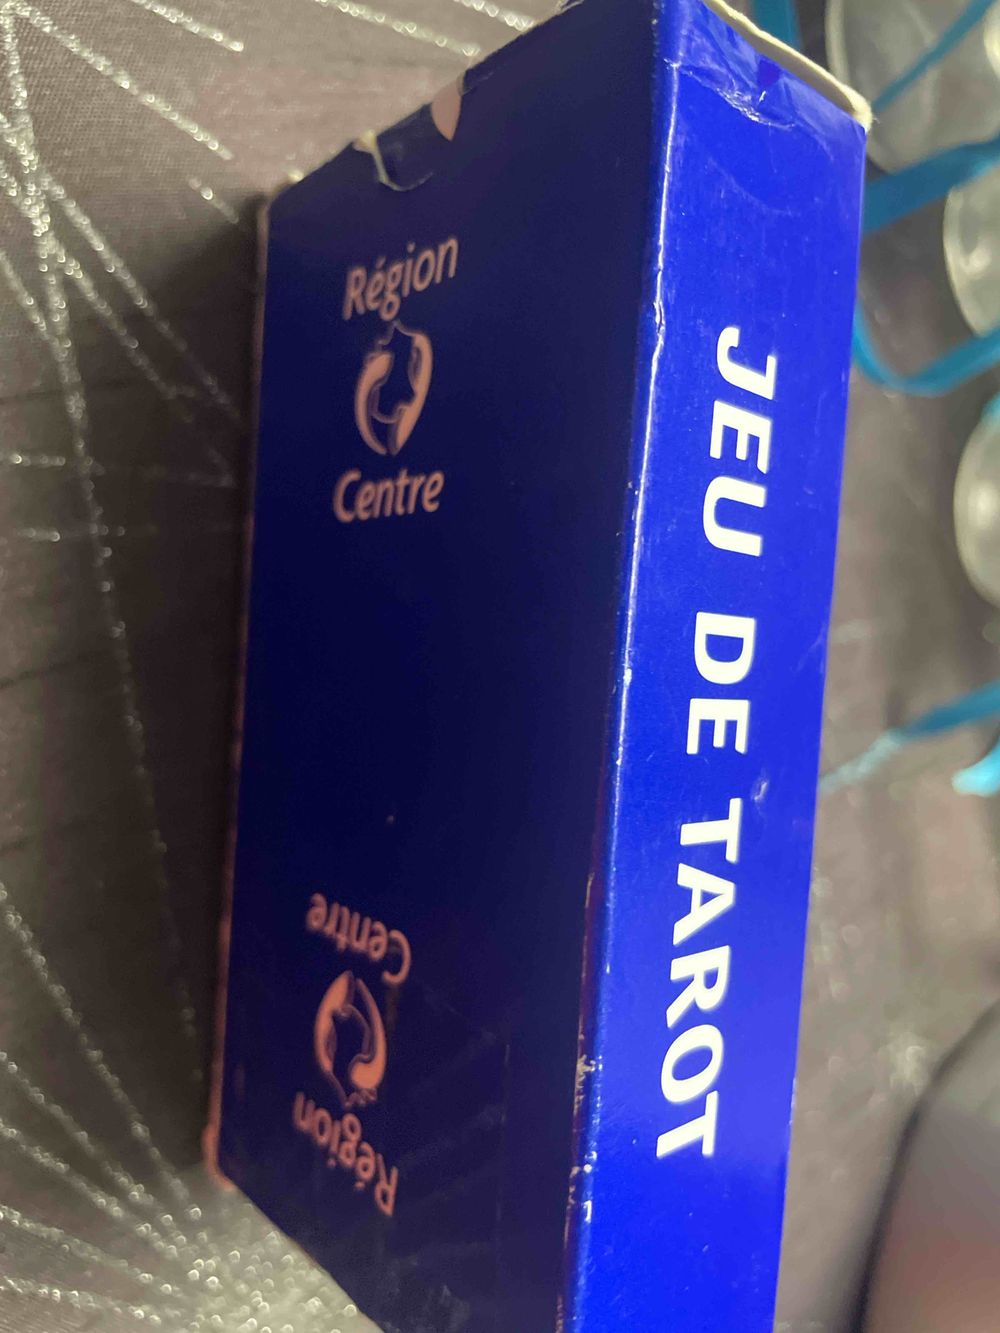 Région
Centre
JEU DE TAROT
Région
Centre